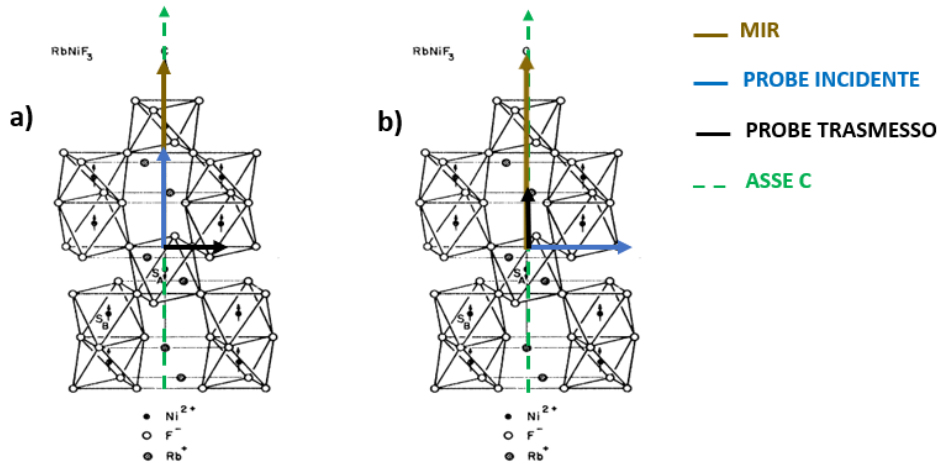 a)
RbNiF3
C
SA
SB
Ni2+
F-
Rb+
b)
RbNiF3
C
SA
SB
Ni2+
F-
Rb+
MIR
PROBE INCIDENTE
PROBE TRASMESSO
ASSE C